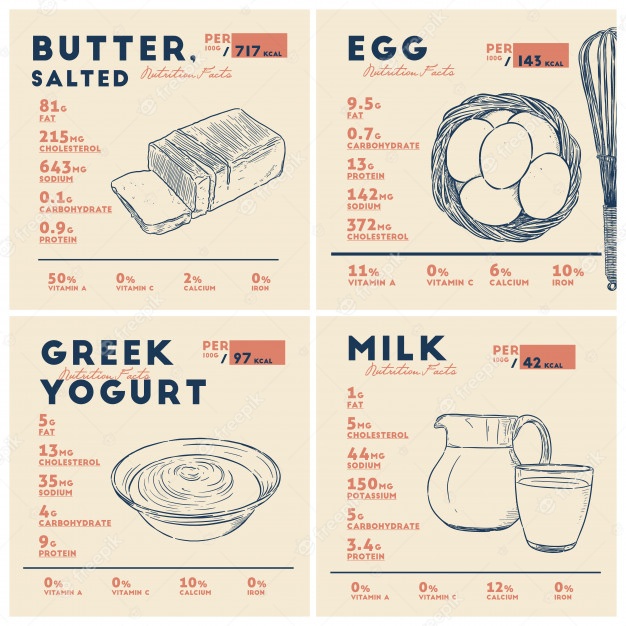 BUTTER,
SALTED
Nutrition Facts
PER
100G
/ 717 KCAL
81G
FAT
215MG
CHOLESTEROL
643MG
SODIUM
0.1G
CARBOHYDRATE
0.9G
PROTEIN
50%
VITAMIN A
0%
VITAMIN C
2%
CALCIUM
0%
IRON
EGG
Nutrition Facts
PER
100G
/ 143 KCAL
9.5G
FAT
0.7G
CARBOHYDRATE
13G
PROTEIN
142MG
SODIUM
372MG
CHOLESTEROL
11%
VITAMIN A
0%
VITAMIN C
6%
CALCIUM
10%
IRON
GREEK
YOGURT
Nutrition Facts
PER
100G
/ 97 KCAL
5G
FAT
13MG
CHOLESTEROL
35MG
SODIUM
4G
CARBOHYDRATE
9G
PROTEIN
0%
VITAMIN A
0%
VITAMIN C
10%
CALCIUM
0%
IRON
MILK
Nutrition Facts
PER
100G
/ 42 KCAL
1G
FAT
5MG
CHOLESTEROL
44MG
SODIUM
150MG
POTASSIUM
5G
CARBOHYDRATE
3.4G
PROTEIN
0%
VITAMIN A
0%
VITAMIN C
12%
CALCIUM
0%
IRON
freepik